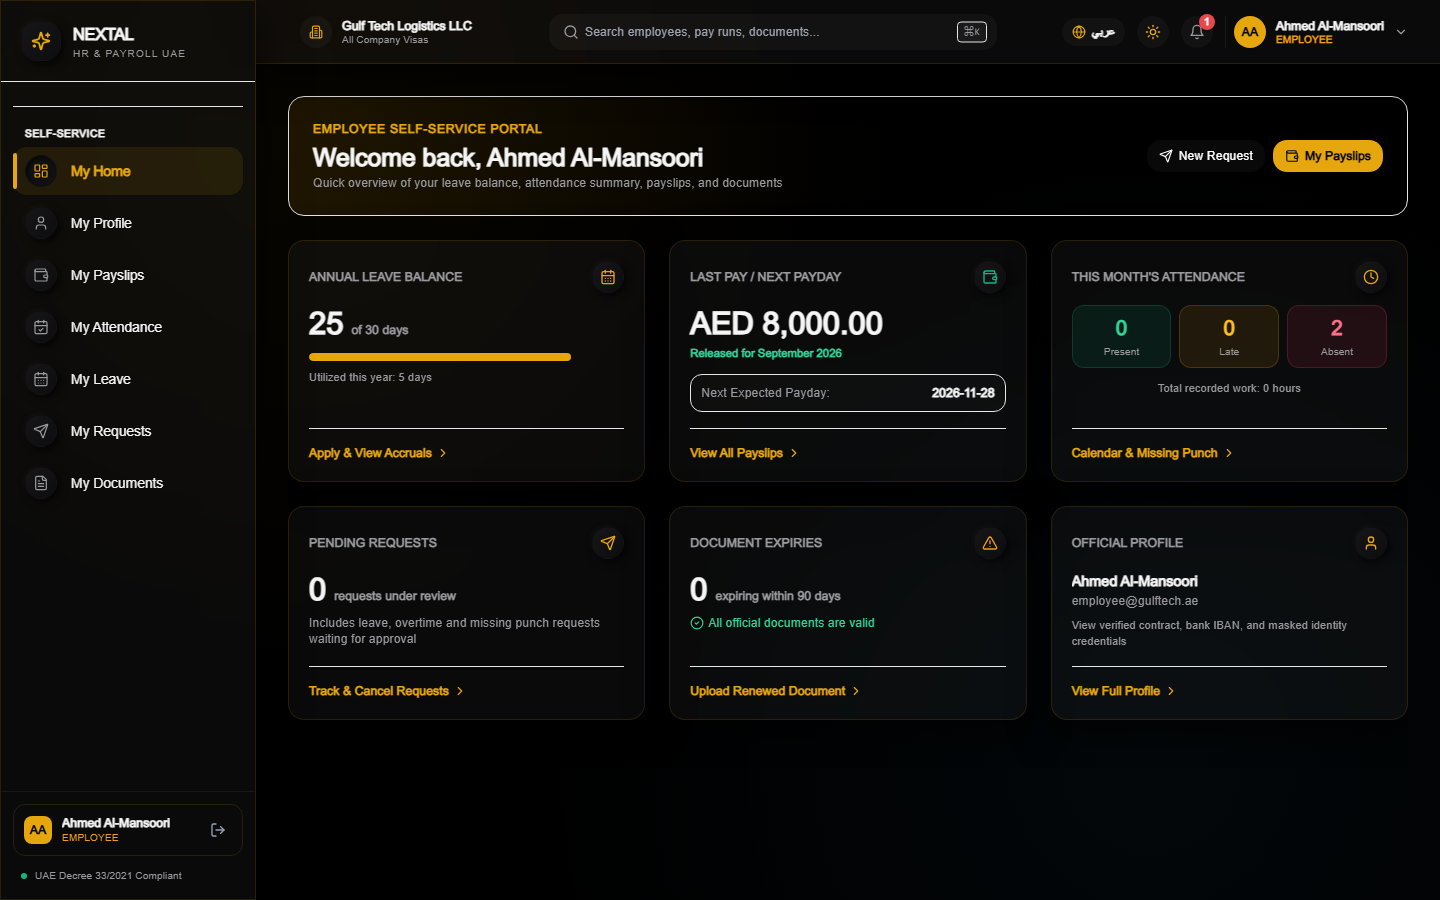 NEXTAL
HR & PAYROLL UAE
Gulf Tech Logistics LLC
All Company Visas
Search employees, pay runs, documents...
⌘K
عربي
1
AA
Ahmed Al-Mansoori
EMPLOYEE
SELF-SERVICE
My Home
My Profile
My Payslips
My Attendance
My Leave
My Requests
My Documents
EMPLOYEE SELF-SERVICE PORTAL
Welcome back, Ahmed Al-Mansoori
Quick overview of your leave balance, attendance summary, payslips, and documents
New Request
My Payslips
ANNUAL LEAVE BALANCE
25 of 30 days
Utilized this year: 5 days
Apply & View Accruals
LAST PAY / NEXT PAYDAY
AED 8,000.00
Released for September 2026
Next Expected Payday: 2026-11-28
View All Payslips
THIS MONTH'S ATTENDANCE
0
Present
0
Late
2
Absent
Total recorded work: 0 hours
Calendar & Missing Punch
PENDING REQUESTS
0 requests under review
Includes leave, overtime and missing punch requests
waiting for approval
Track & Cancel Requests
DOCUMENT EXPIRIES
0 expiring within 90 days
All official documents are valid
Upload Renewed Document
OFFICIAL PROFILE
Ahmed Al-Mansoori
employee@gulftech.ae
View verified contract, bank IBAN, and masked identity
credentials
View Full Profile
AA
Ahmed Al-Mansoori
EMPLOYEE
UAE Decree 33/2021 Compliant